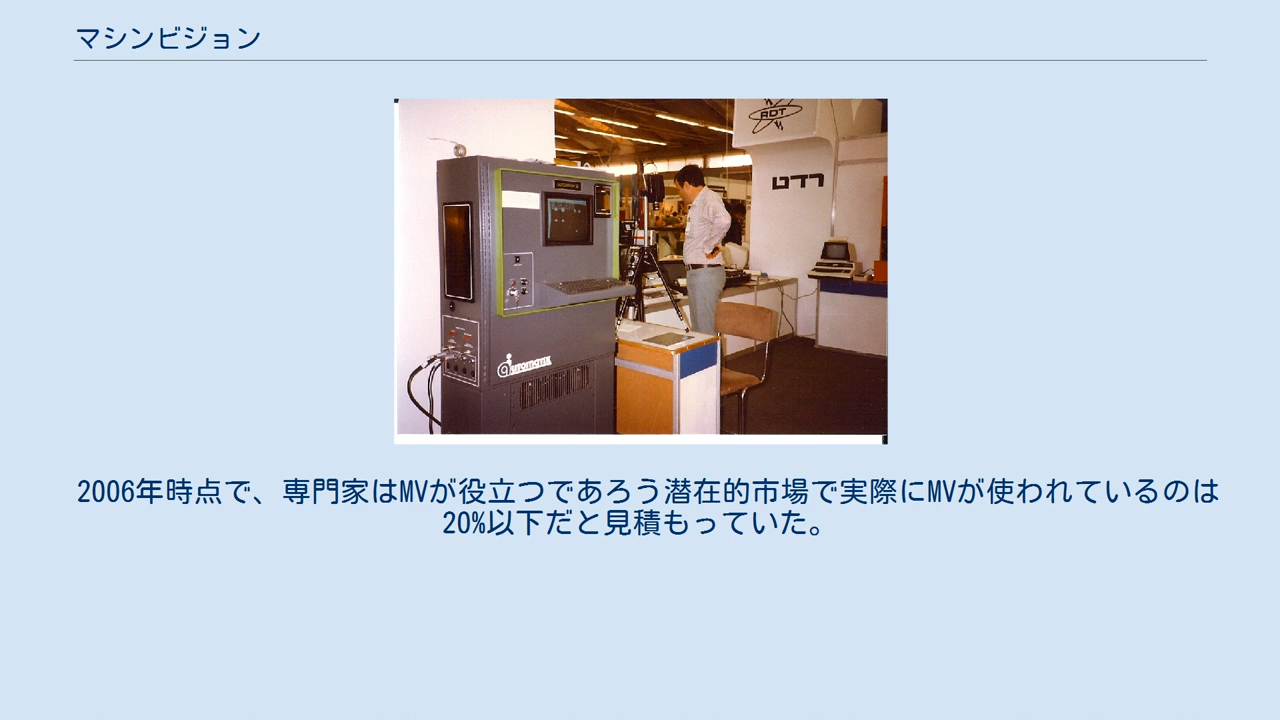 マシンビジョン
RDT
רדט
automatix
2006年時点で、専門家はMVが役立つであろう潜在的市場で実際にMVが使われているのは
20%以下だと見積もっていた。